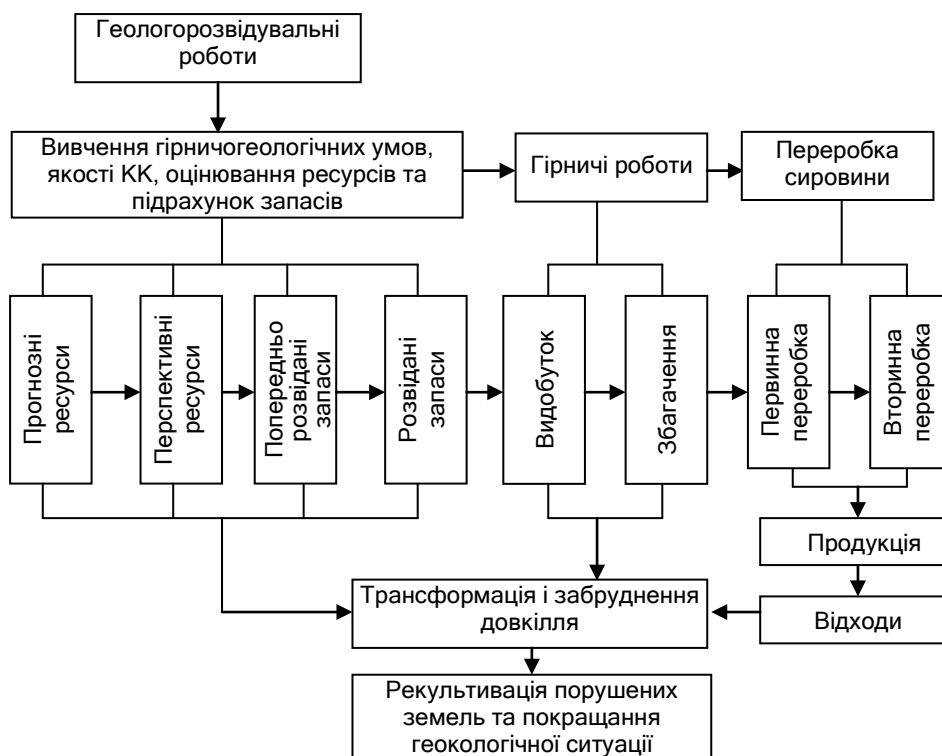 Геологорозвідувальні
роботи
Вивчення гірничогеологічних умов,
якості КК, оцінювання ресурсів та
підрахунок запасів
Гірничі роботи
Переробка
сировини
Прогнозні
ресурси
Перспективні
ресурси
Попередньо
розвідані
запаси
Розвідані
запаси
Видобуток
Збагачення
Первинна
переробка
Вторинна
переробка
Продукція
Трансформація і забруднення
довкілля
Відходи
Рекультивація порушених
земель та покращання
геокологічної ситуації